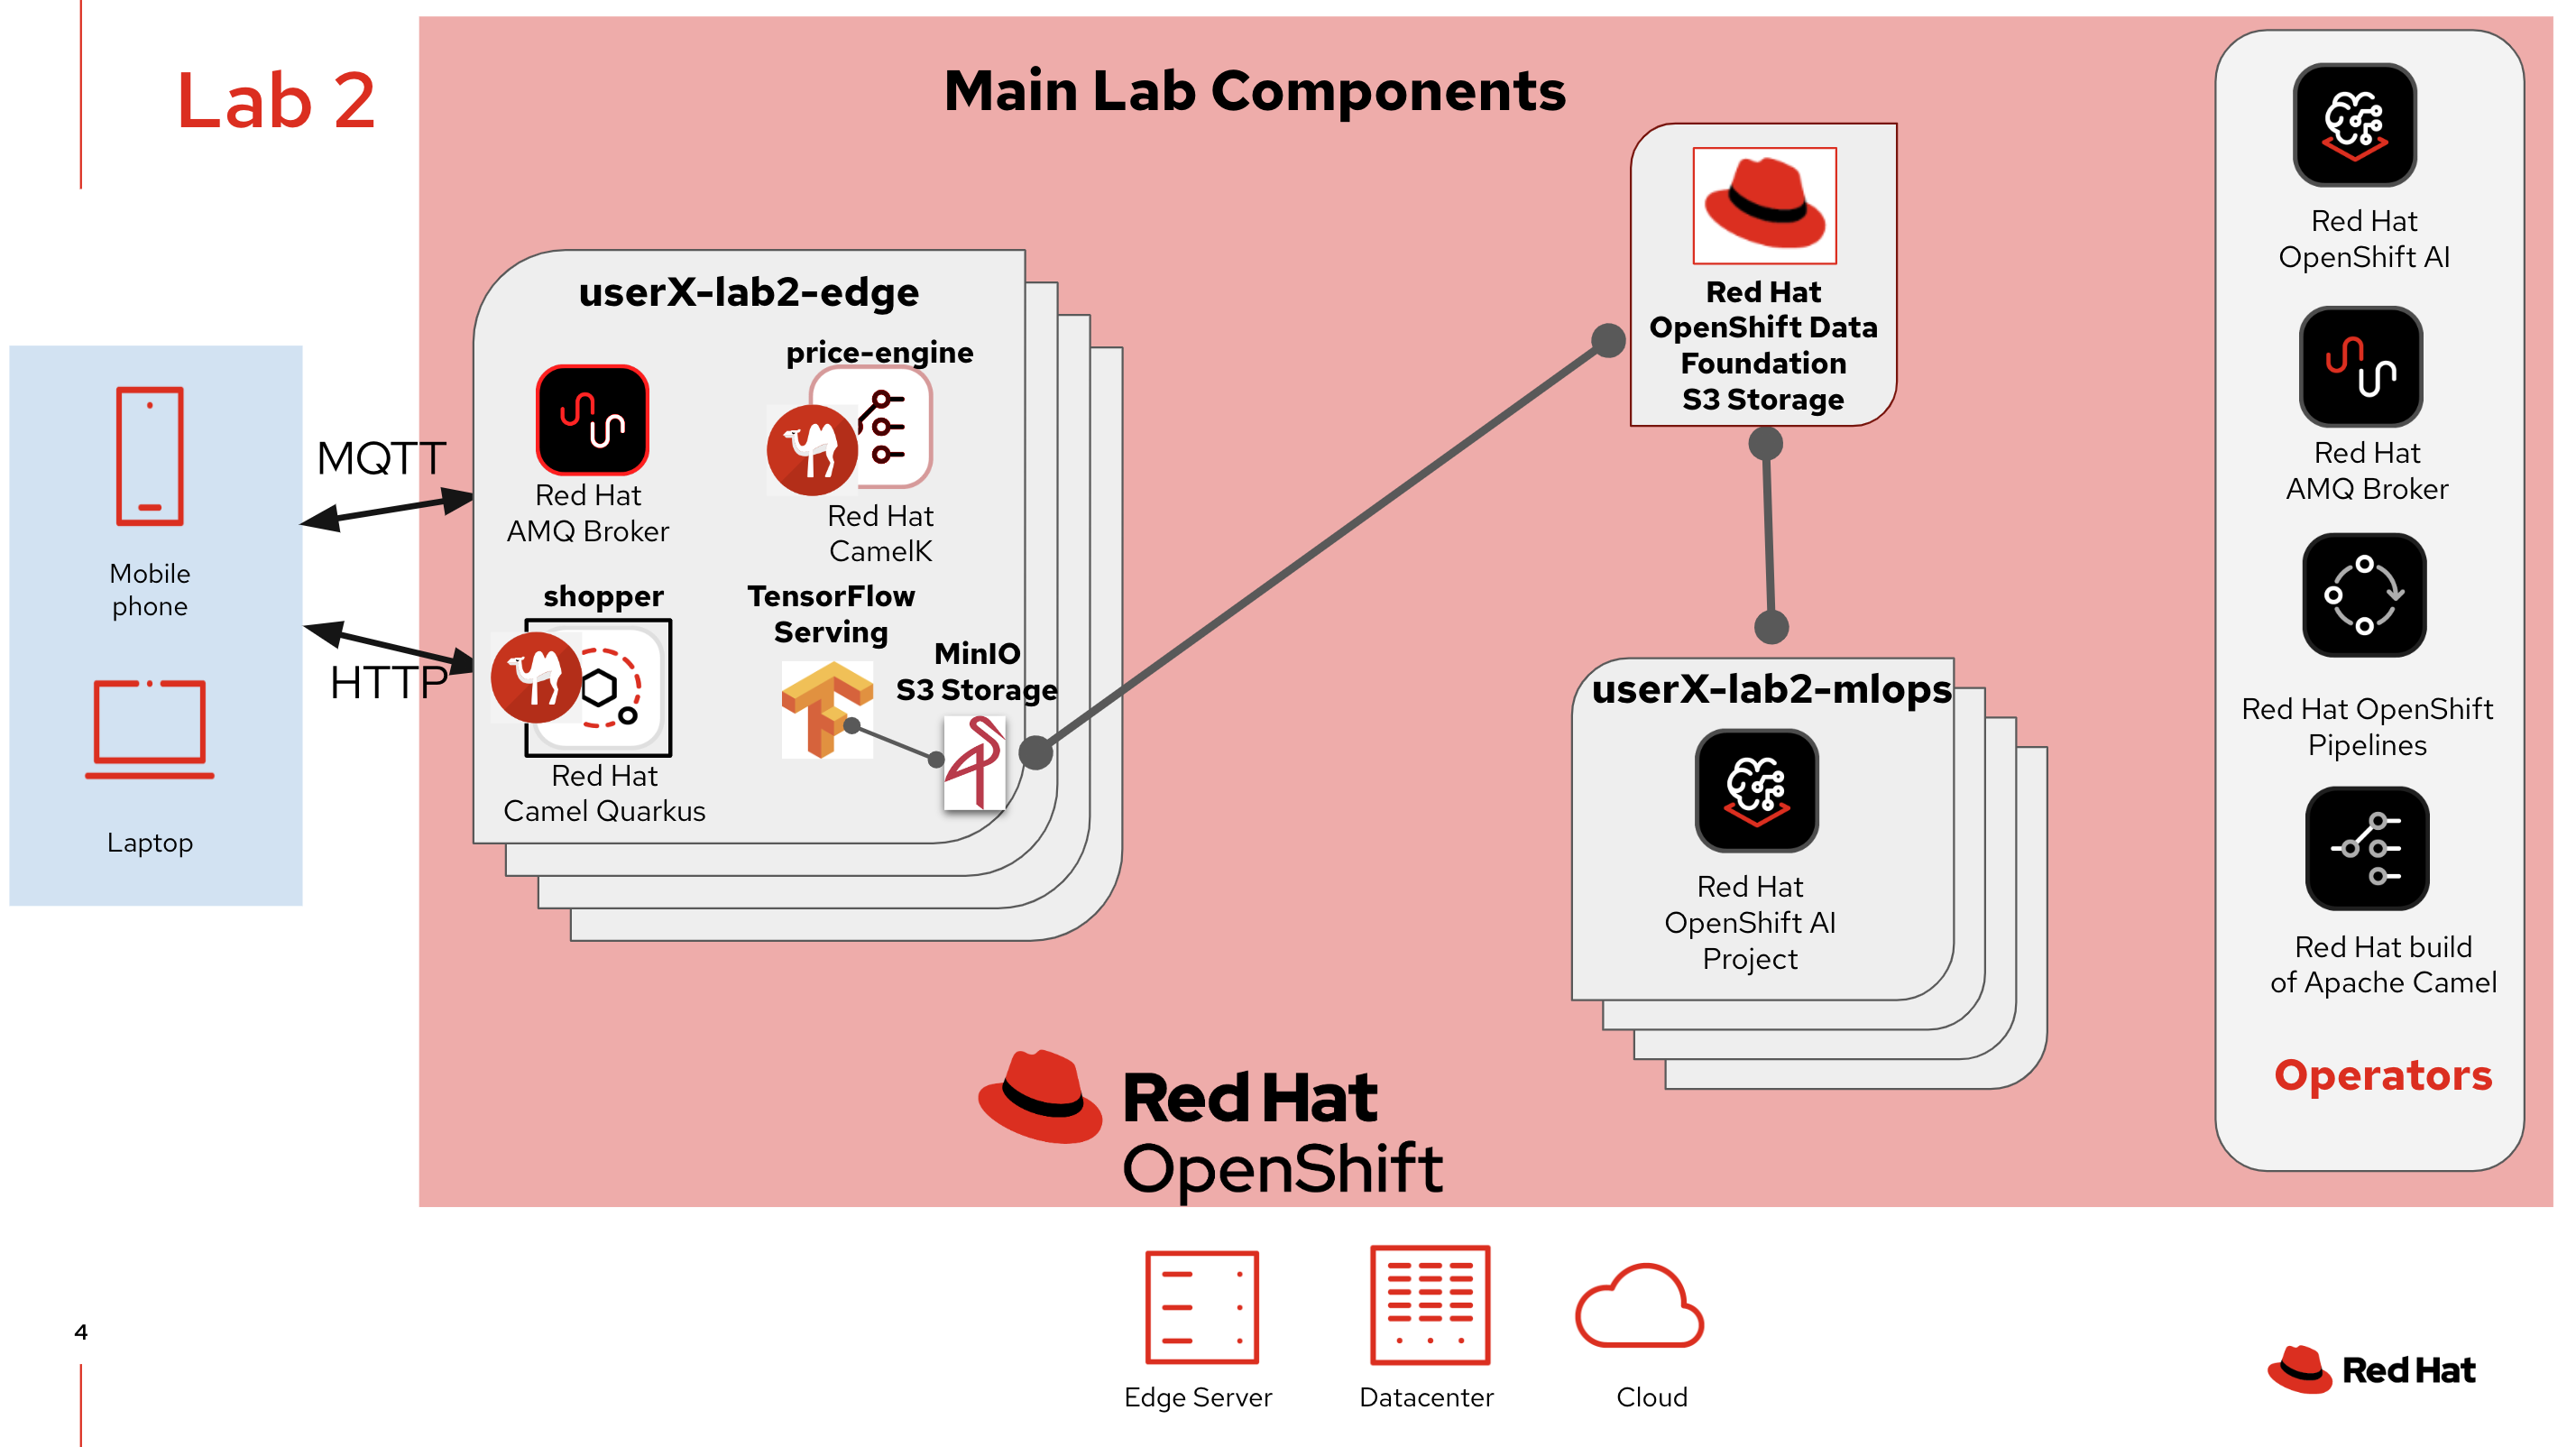 Lab 2
Main Lab Components
Mobile
phone
Laptop
MQTT
HTTP
userX-lab2-edge
Red Hat
AMQ Broker
price-engine
Red Hat
CamelK
shopper
Red Hat
Camel Quarkus
TensorFlow
Serving
MinIO
S3 Storage
Red Hat
OpenShift Data
Foundation
S3 Storage
userX-lab2-mlops
Red Hat
OpenShift AI
Project
Red Hat
OpenShift AI
Red Hat
AMQ Broker
Red Hat OpenShift
Pipelines
Red Hat build
of Apache Camel
Operators
Red Hat
OpenShift
Edge Server
Datacenter
Cloud
4
Red Hat